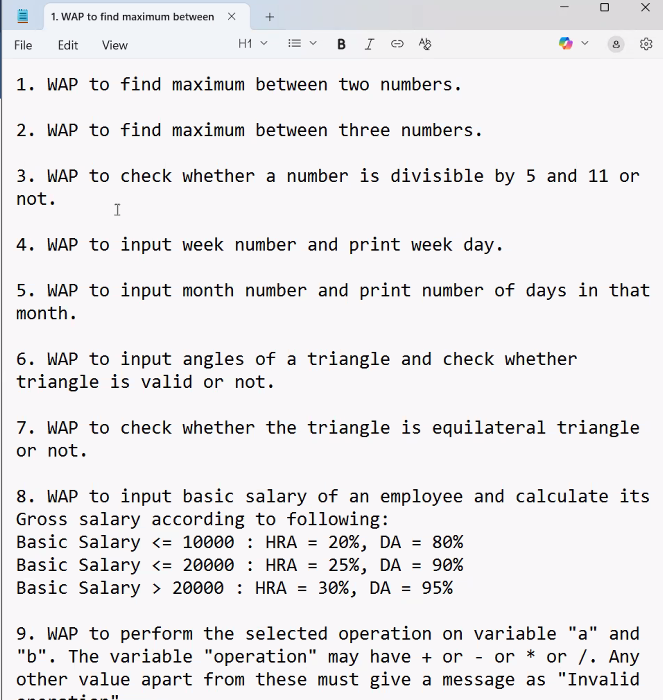 1. WAP to find maximum between
File Edit View H1 B I
1. WAP to find maximum between two numbers.
2. WAP to find maximum between three numbers.
3. WAP to check whether a number is divisible by 5 and 11 or
not.
4. WAP to input week number and print week day.
5. WAP to input month number and print number of days in that
month.
6. WAP to input angles of a triangle and check whether
triangle is valid or not.
7. WAP to check whether the triangle is equilateral triangle
or not.
8. WAP to input basic salary of an employee and calculate its
Gross salary according to following:
Basic Salary <= 10000 : HRA = 20%, DA = 80%
Basic Salary <= 20000 : HRA = 25%, DA = 90%
Basic Salary > 20000 : HRA = 30%, DA = 95%
9. WAP to perform the selected operation on variable "a" and
"b". The variable "operation" may have + or - or * or /. Any
other value apart from these must give a message as "Invalid